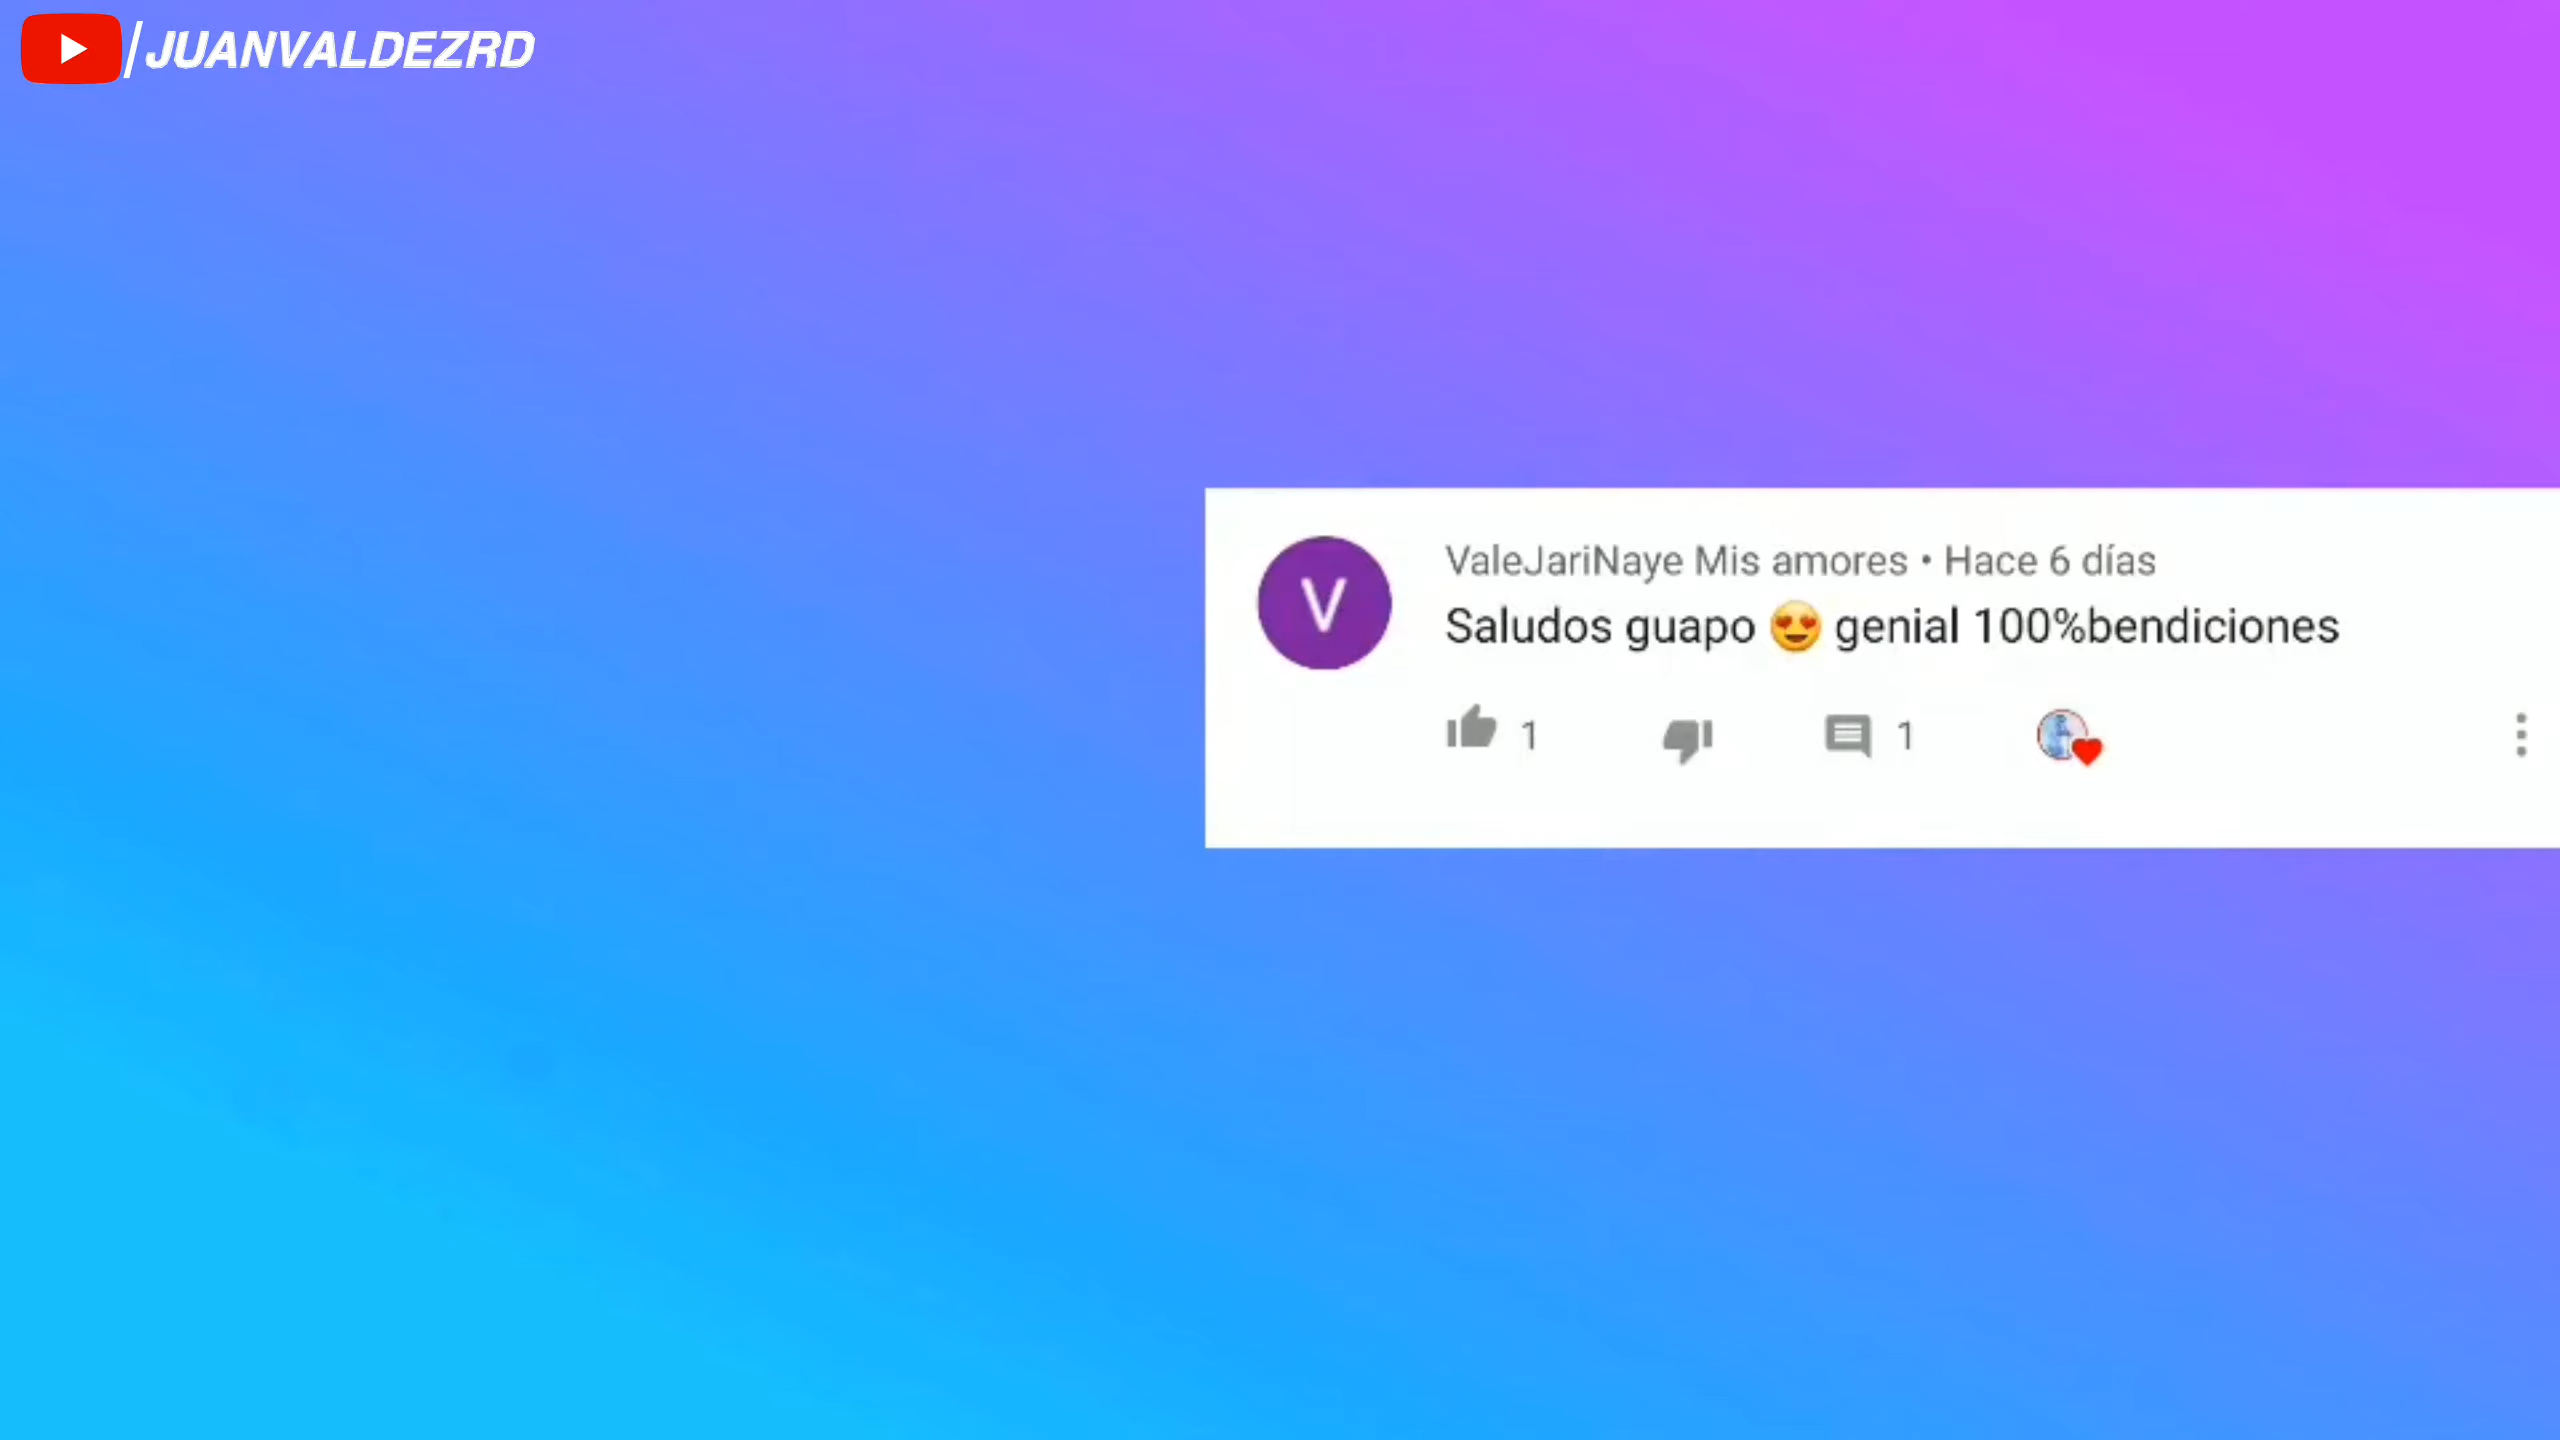 /JUANVALDEZRD
V
ValeJariNaye Mis amores • Hace 6 días
Saludos guapo 😍 genial 100%bendiciones
1
1